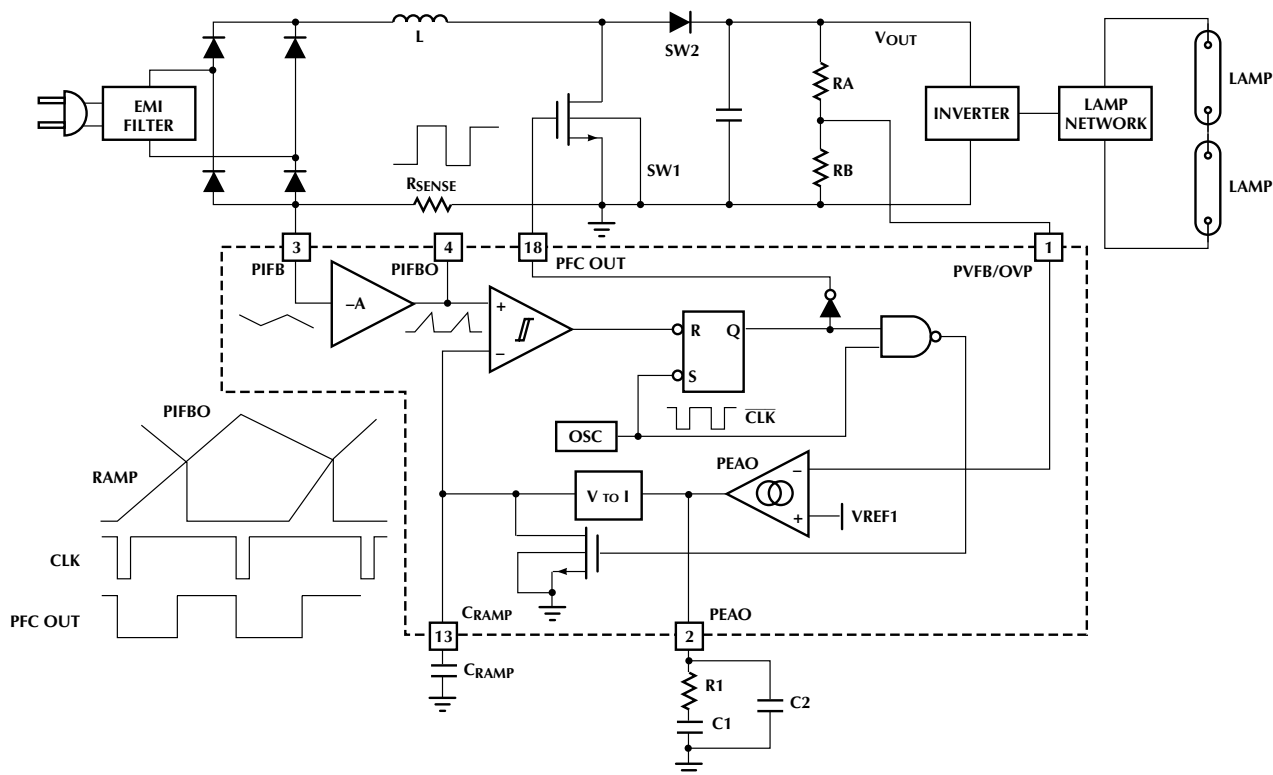 L
SW2
VOUT
RA
EMI
FILTER
INVERTER
LAMP
NETWORK
LAMP
LAMP
RB
SW1
RSENSE
3
4
18
1
PIFB
PIFBO
PFC OUT
PVFB/OVP
–A
+
–
R
Q
S
CLK
OSC
PIFBO
RAMP
CLK
PFC OUT
PEAO
–
+
VREF1
V TO I
CRAMP
13
CRAMP
PEAO
2
R1
C1
C2